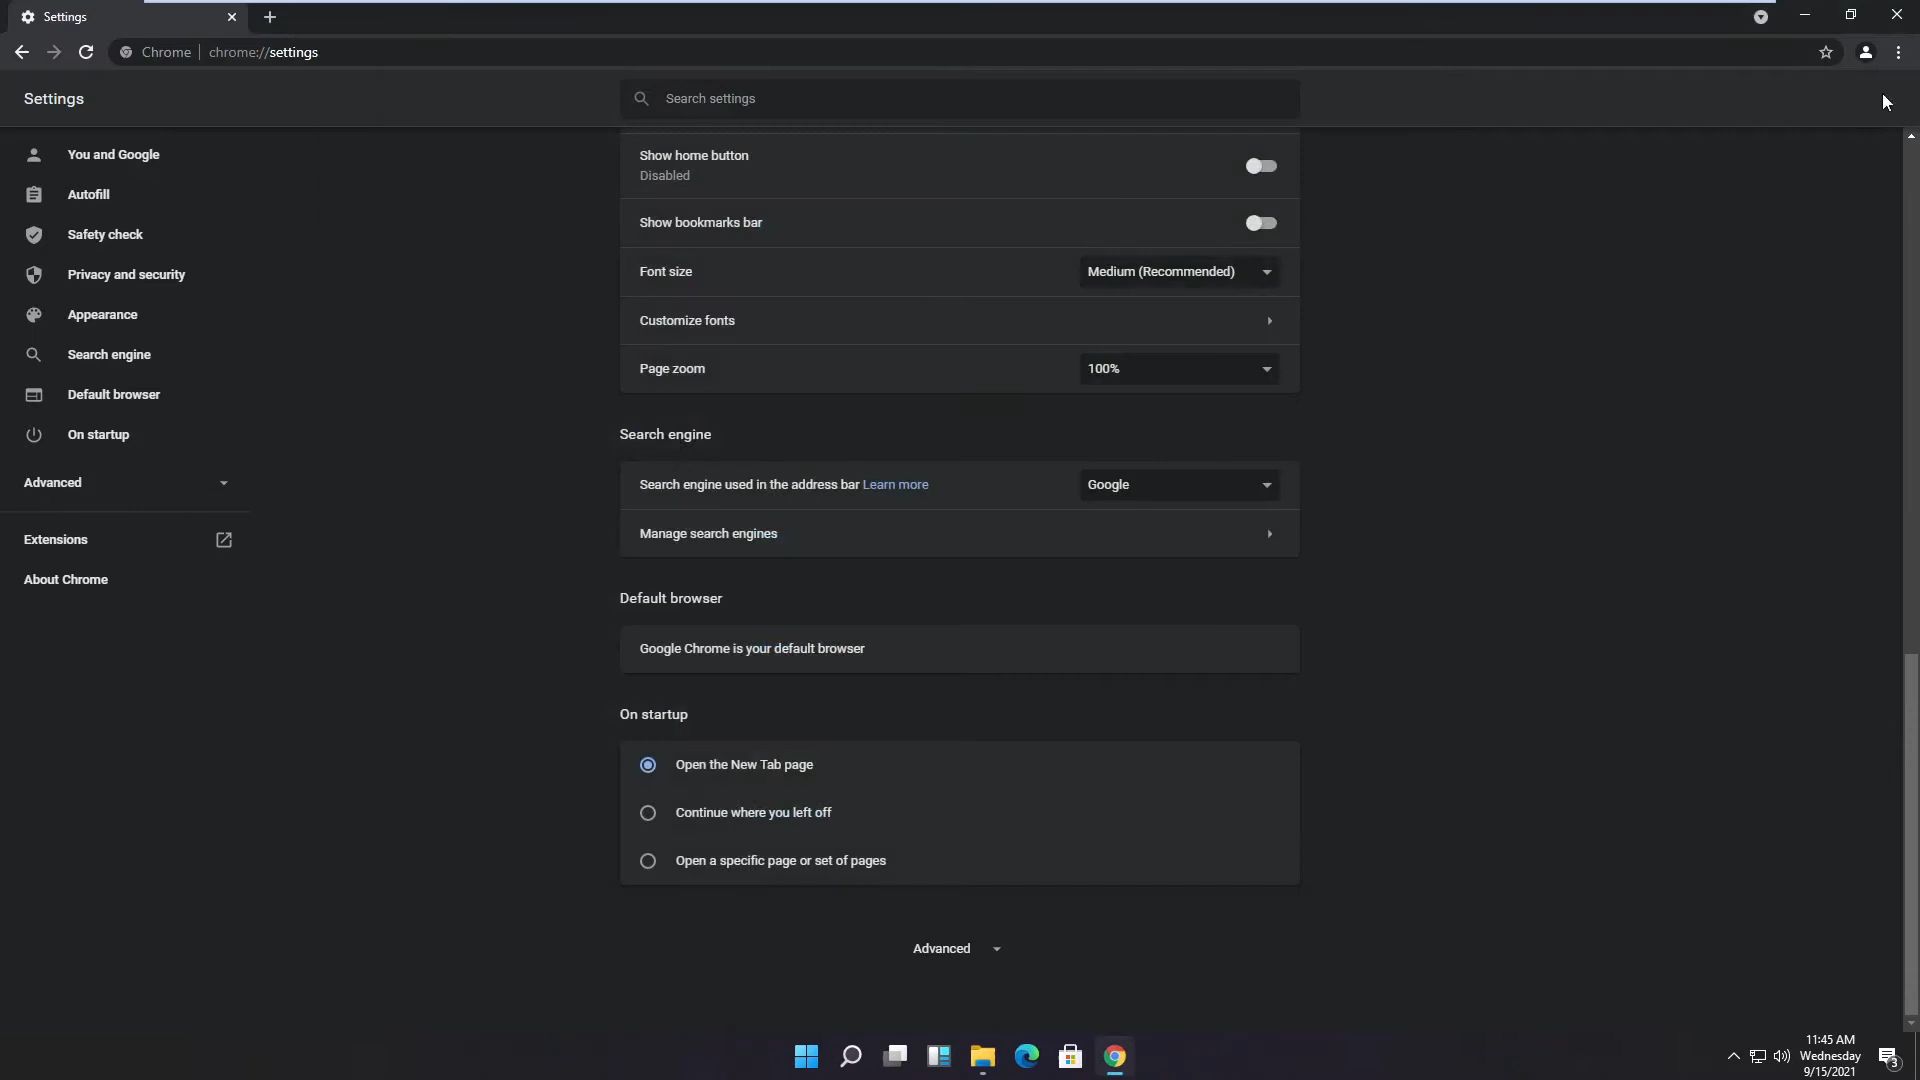 Settings
Chrome
chrome://settings
Settings
Search settings
You and Google
Autofill
Safety check
Privacy and security
Appearance
Search engine
Default browser
On startup
Advanced
Extensions
About Chrome
Show home button
Disabled
Show bookmarks bar
Font size
Medium (Recommended)
Customize fonts
Page zoom
100%
Search engine
Search engine used in the address bar Learn more
Google
Manage search engines
Default browser
Google Chrome is your default browser
On startup
Open the New Tab page
Continue where you left off
Open a specific page or set of pages
Advanced
11:45 AM
Wednesday
9/15/2021
3